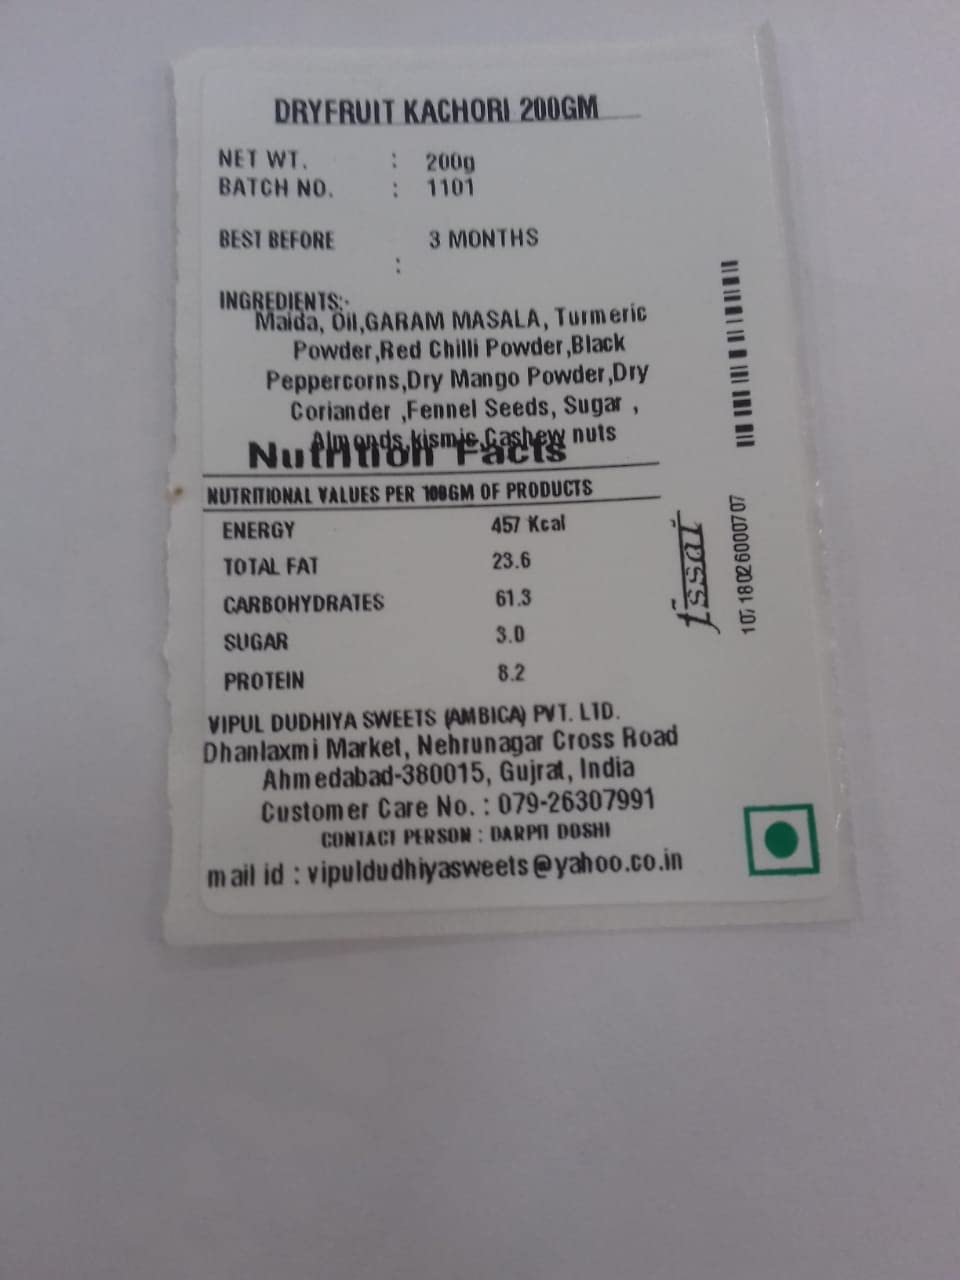 DRYFRUIT KACHORI 200GM
NET WT. : 200g
BATCH NO. : 1101
BEST BEFORE : 3 MONTHS
INGREDIENTS:-
Maida, Oil,GARAM MASALA, Turmeric
Powder,Red Chilli Powder,Black
Peppercorns,Dry Mango Powder,Dry
Coriander ,Fennel Seeds, Sugar ,
Almonds,kismis,Cashew nuts
Nutrition Facts
NUTRITIONAL VALUES PER 100GM OF PRODUCTS
ENERGY 457 Kcal
TOTAL FAT 23.6
CARBOHYDRATES 61.3
SUGAR 3.0
PROTEIN 8.2
VIPUL DUDHIYA SWEETS (AMBICA) PVT. LTD.
Dhanlaxmi Market, Nehrunagar Cross Road
Ahmedabad-380015, Gujrat, India
Customer Care No. : 079-26307991
CONTACT PERSON : DARPIT DOSHI
mail id : vipuldudhiyasweets@yahoo.co.in
fssai